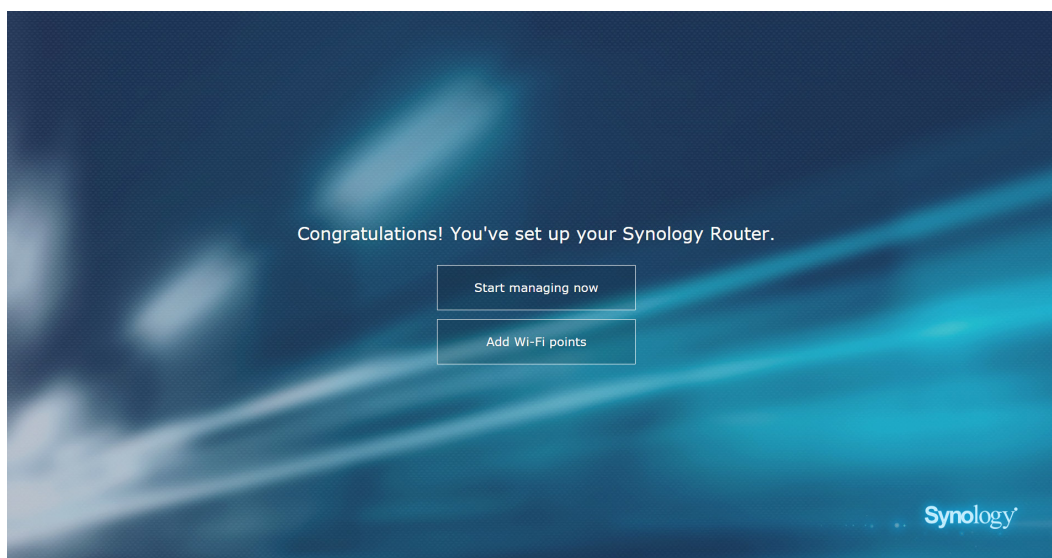 Congratulations! You've set up your Synology Router.
Start managing now
Add Wi-Fi points
Synology